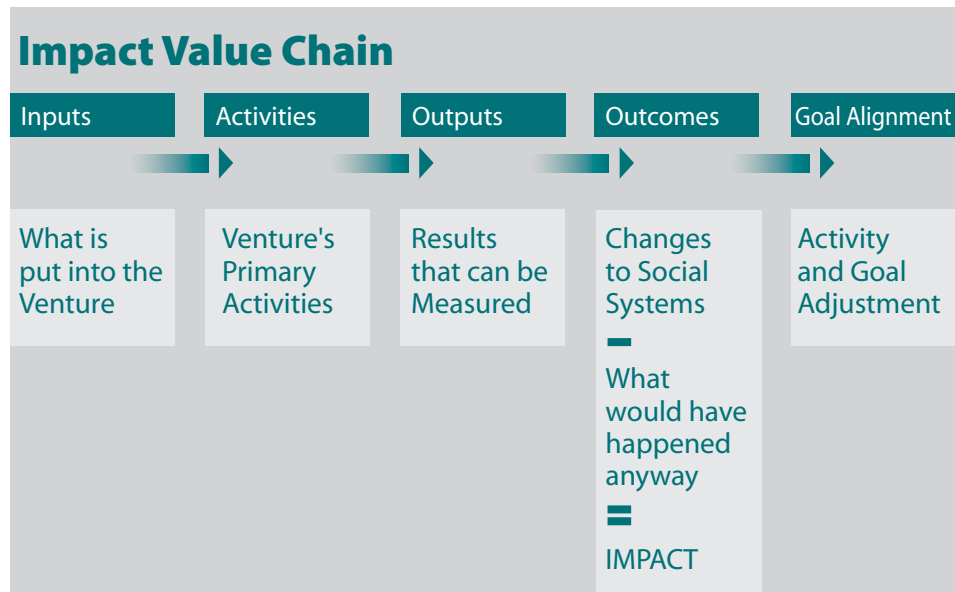 Impact Value Chain
Inputs
Activities
Outputs
Outcomes
Goal Alignment
What is
put into the
Venture
Venture's
Primary
Activities
Results
that can be
Measured
Changes
to Social
Systems
–
What
would have
happened
anyway
=
IMPACT
Activity
and Goal
Adjustment